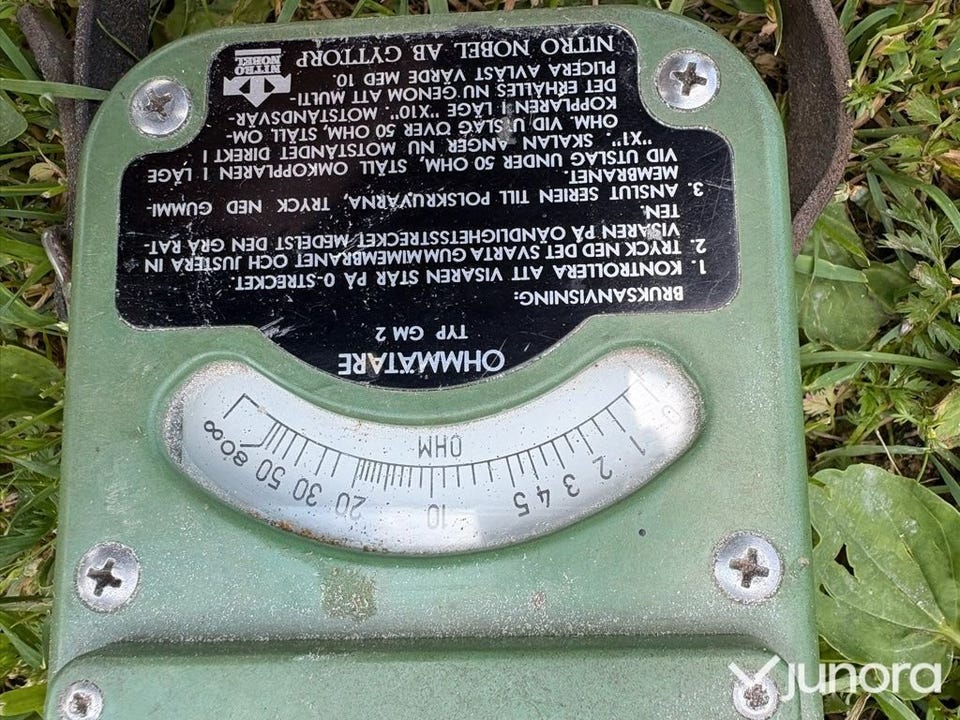 OHMMÄTARE
TYP GM 2
BRUKSANVISNING:
1. KONTROLLERA ATT VISAREN STÅR PÅ 0-STRECKET.
2. TRYCK NED DET SVARTA GUMMIMEMBRANET OCH JUSTERA IN
VISAREN PÅ OÄNDLIGHETSSTRECKET MEDELST DEN GRÅ RAT-
TEN.
3. ANSLUT SERIEN TILL POLSKRUVARNA, TRYCK NED GUMMI-
MEMBRANET.
VID UTSLAG UNDER 50 OHM, STÄLL OMKOPPLAREN I LÄGE
"X1". SKALAN ANGER NU MOTSTÅNDET DIREKT I
OHM. VID UTSLAG ÖVER 50 OHM, STÄLL OM-
KOPPLAREN I LÄGE "X10". MOTSTÅNDSVÄR-
DET ERHÅLLES NU GENOM ATT MULTI-
PLICERA AVLÄST VÄRDE MED 10.
NITRO NOBEL AB GYTTORP
NITRO
NOBEL
0 1 2 3 4 5 10 20 30 50 80 ∞
OHM
junora